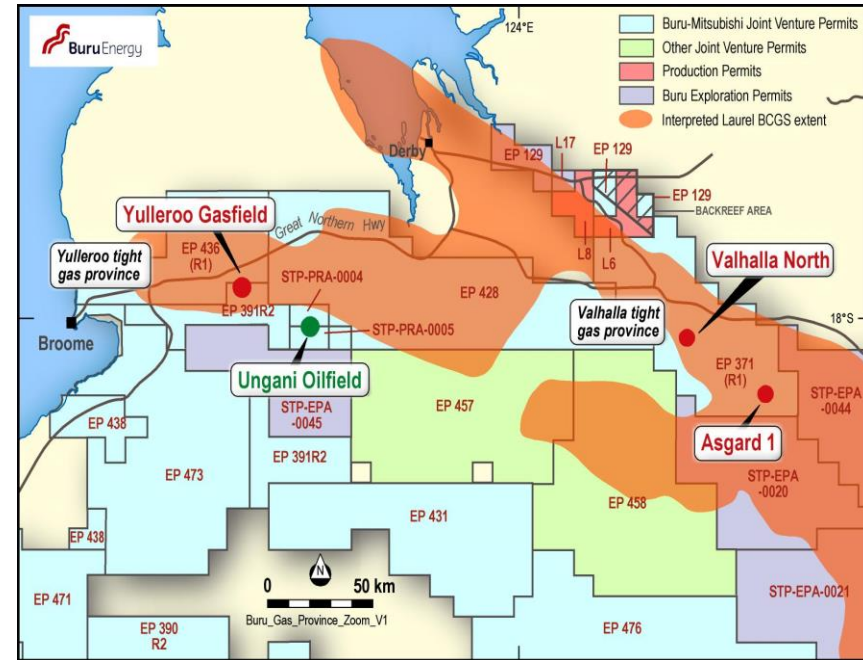 BuruEnergy
124°E
Buru-Mitsubishi Joint Venture Permits
Other Joint Venture Permits
Production Permits
Buru Exploration Permits
Interpreted Laurel BCGS extent
Derby
EP 129
L17
EP 129
EP 129
BACKREEF AREA
L8
L6
Yulleroo Gasfield
Great Northern Hwy
Yulleroo tight
gas province
EP 436
(R1)
STP-PRA-0004
EP 428
EP 391R2
STP-PRA-0005
Valhalla North
Valhalla tight
gas province
18°S
Broome
Ungani Oilfield
EP 371
(R1)
STP-EPA
-0044
STP-EPA
-0045
EP 457
Asgard 1
EP 438
EP 473
EP 391R2
STP-EPA
-0020
EP 458
EP 431
EP 438
EP 471
N
0 50 km
Buru_Gas_Province_Zoom_V1
STP-EPA-0021
EP 390
R2
EP 476